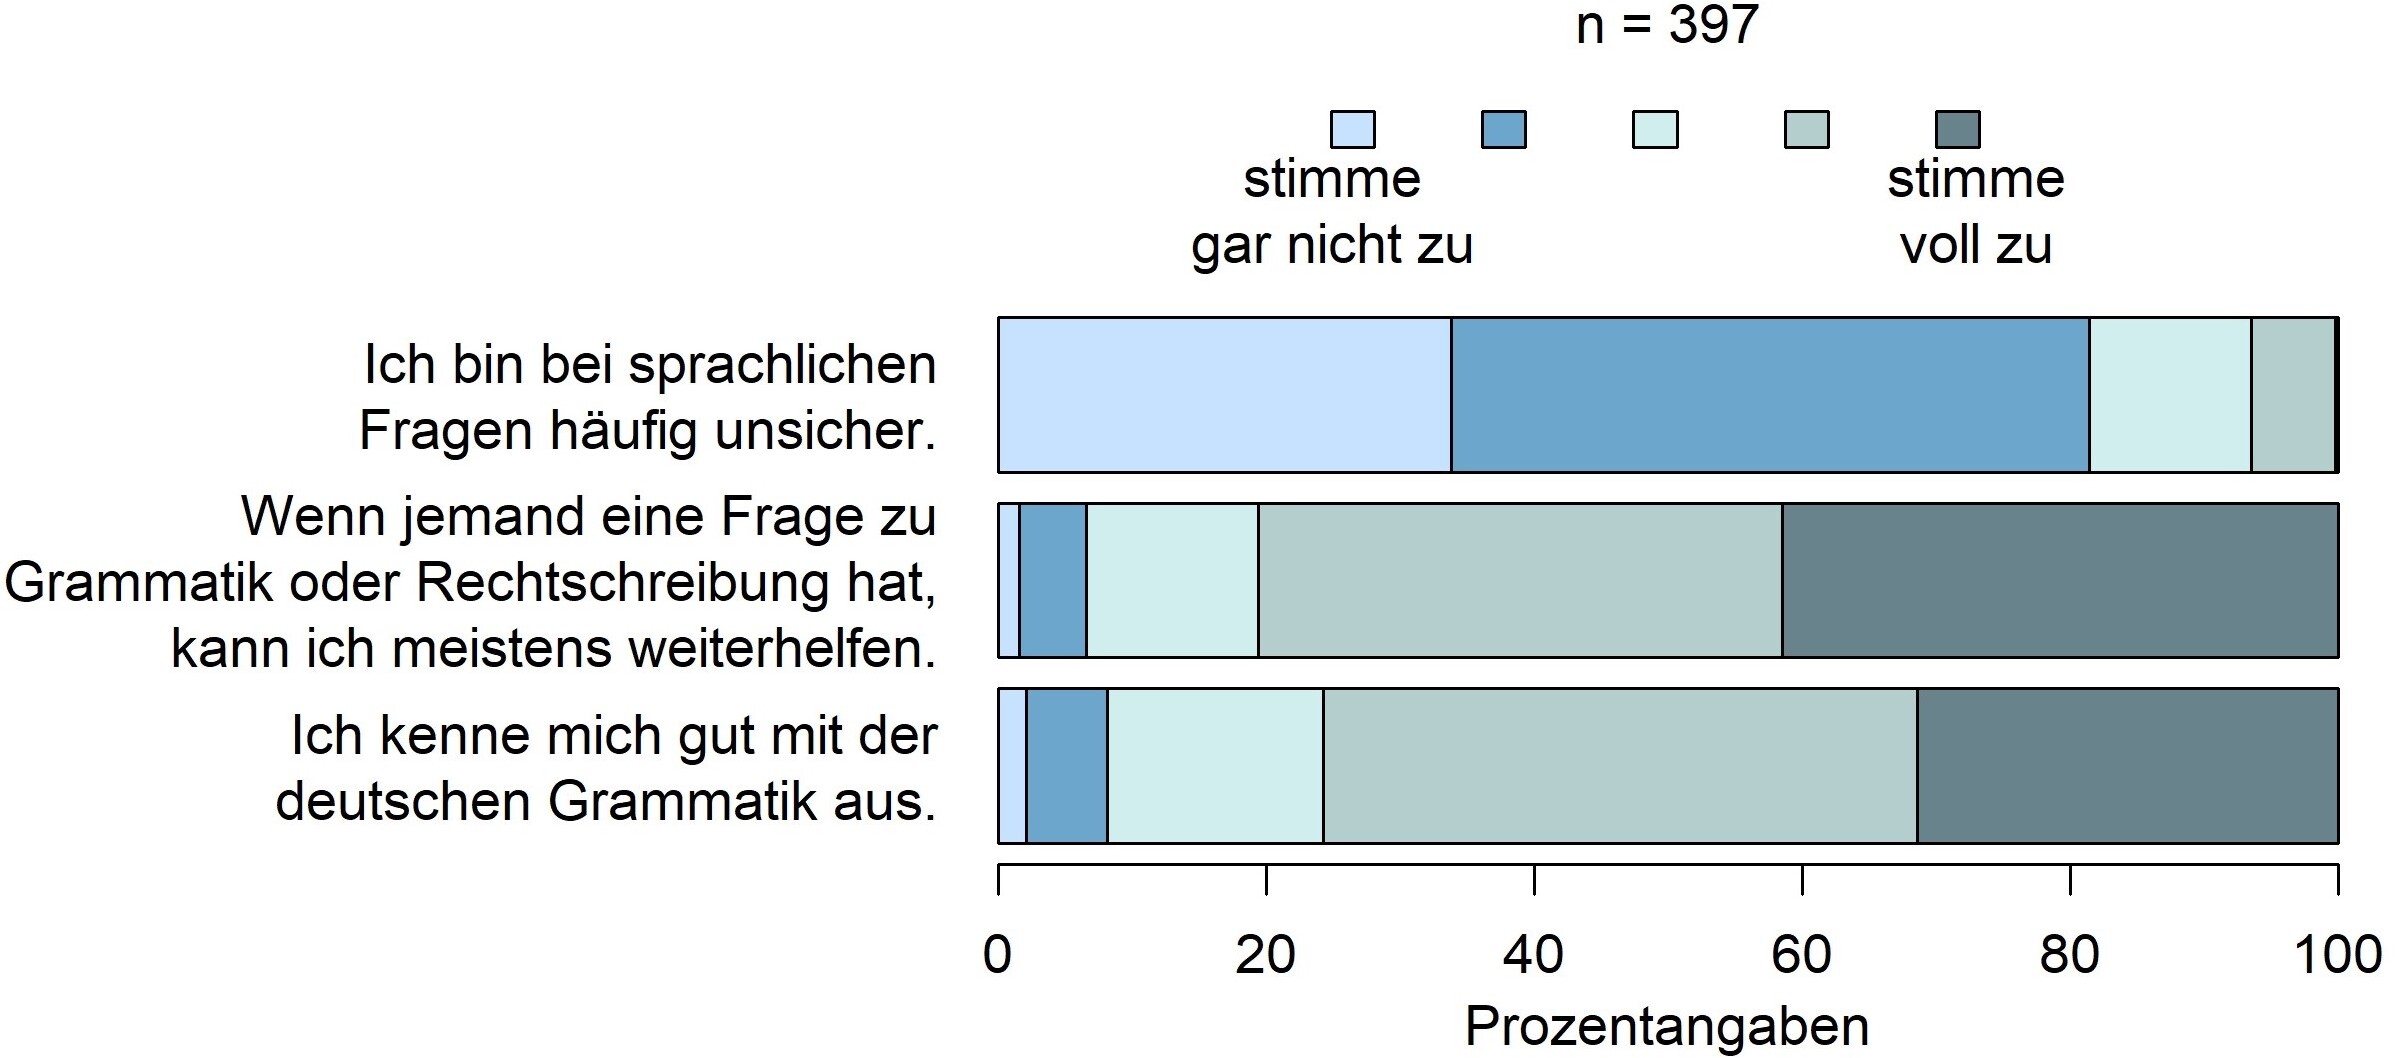 n = 397
stimme
gar nicht zu
stimme
voll zu
Ich bin bei sprachlichen
Fragen häufig unsicher.
Wenn jemand eine Frage zu
Grammatik oder Rechtschreibung hat,
kann ich meistens weiterhelfen.
Ich kenne mich gut mit der
deutschen Grammatik aus.
0 20 40 60 80 100
Prozentangaben